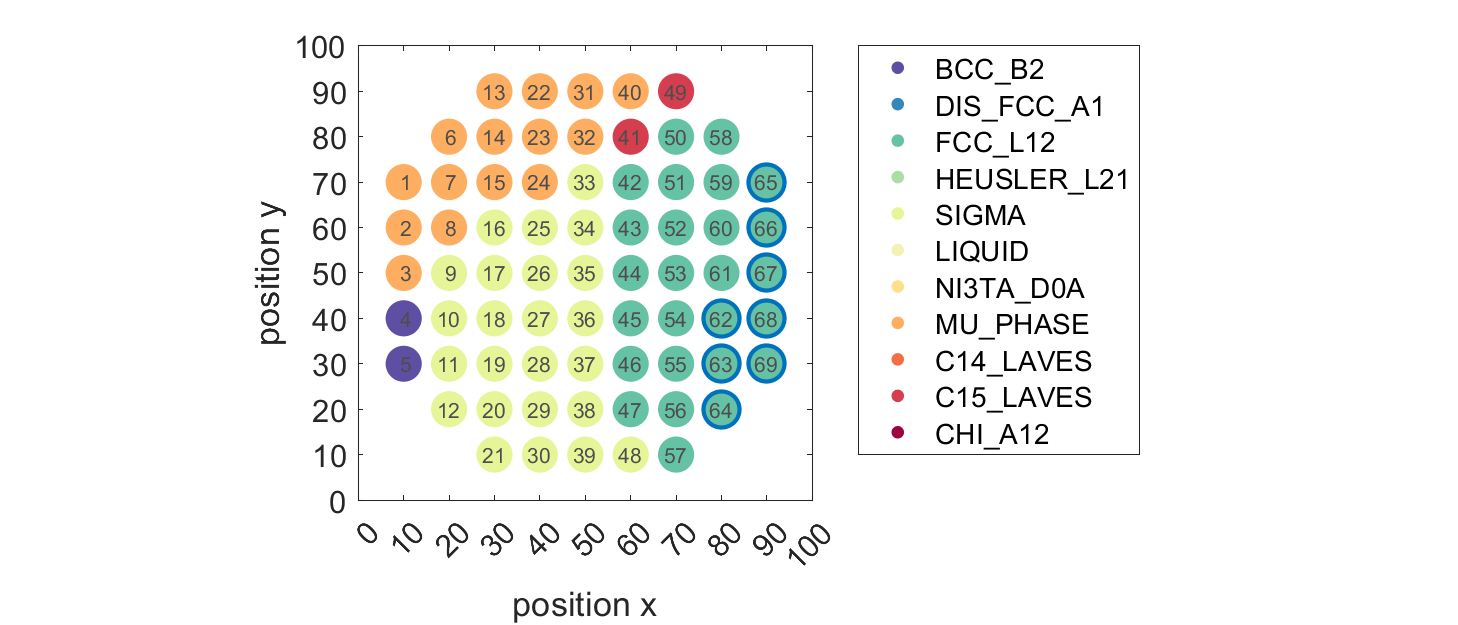 100
90
80
70
60
50
40
30
20
10
0
position y
13 22 31 40 49
6 14 23 32 41 50 58
1 7 15 24 33 42 51 59 65
2 8 16 25 34 43 52 60 66
3 9 17 26 35 44 53 61 67
4 10 18 27 36 45 54 62 68
5 11 19 28 37 46 55 63 69
12 20 29 38 47 56 64
21 30 39 48 57
0 10 20 30 40 50 60 70 80 90 100
position x
BCC_B2
DIS_FCC_A1
FCC_L12
HEUSLER_L21
SIGMA
LIQUID
NI3TA_D0A
MU_PHASE
C14_LAVES
C15_LAVES
CHI_A12